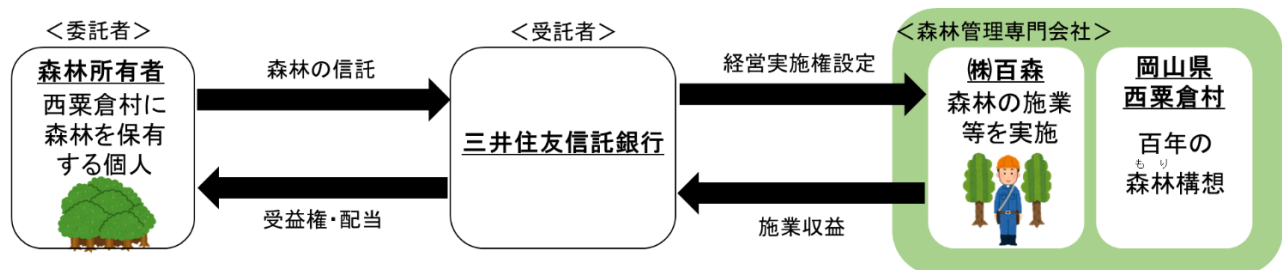 ＜委託者＞
森林所有者
西粟倉村に
森林を保有
する個人
森林の信託
受益権・配当
＜受託者＞
三井住友信託銀行
経営実施権設定
施業収益
＜森林管理専門会社＞
㈱百森
森林の施業
等を実施
岡山県
西粟倉村
百年の
もり
森林構想